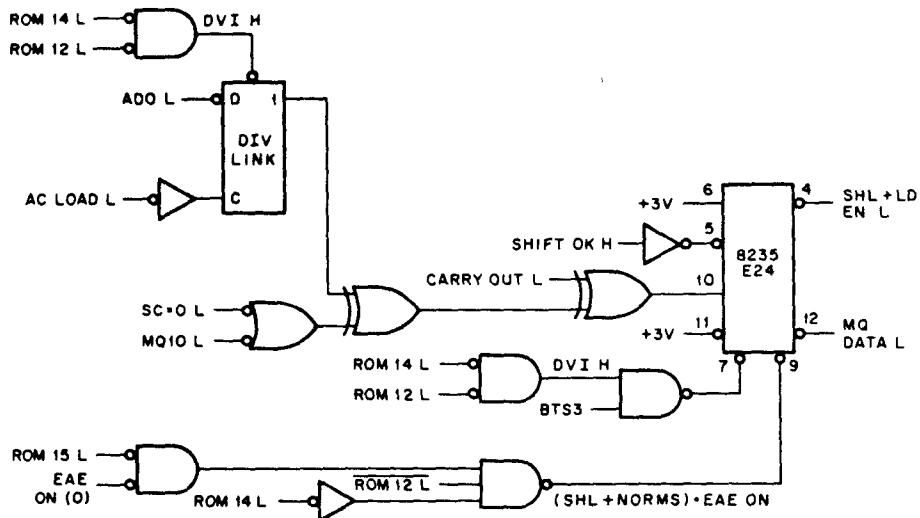 ROM 14 L
ROM 12 L
DVI H
ADO L
D 1
DIV
LINK
C
AC LOAD L
+3V
6
4
SHL + LD
EN L
SHIFT OK H
5
8235
E24
CARRY OUT L
10
SC=0 L
MQ10 L
+3V
11
12
MQ
DATA L
ROM 14 L
ROM 12 L
DVI H
BTS3
7
9
ROM 15 L
EAE
ON (0)
ROM 12 L
ROM 14 L
(SHL + NORMS) • EAE ON